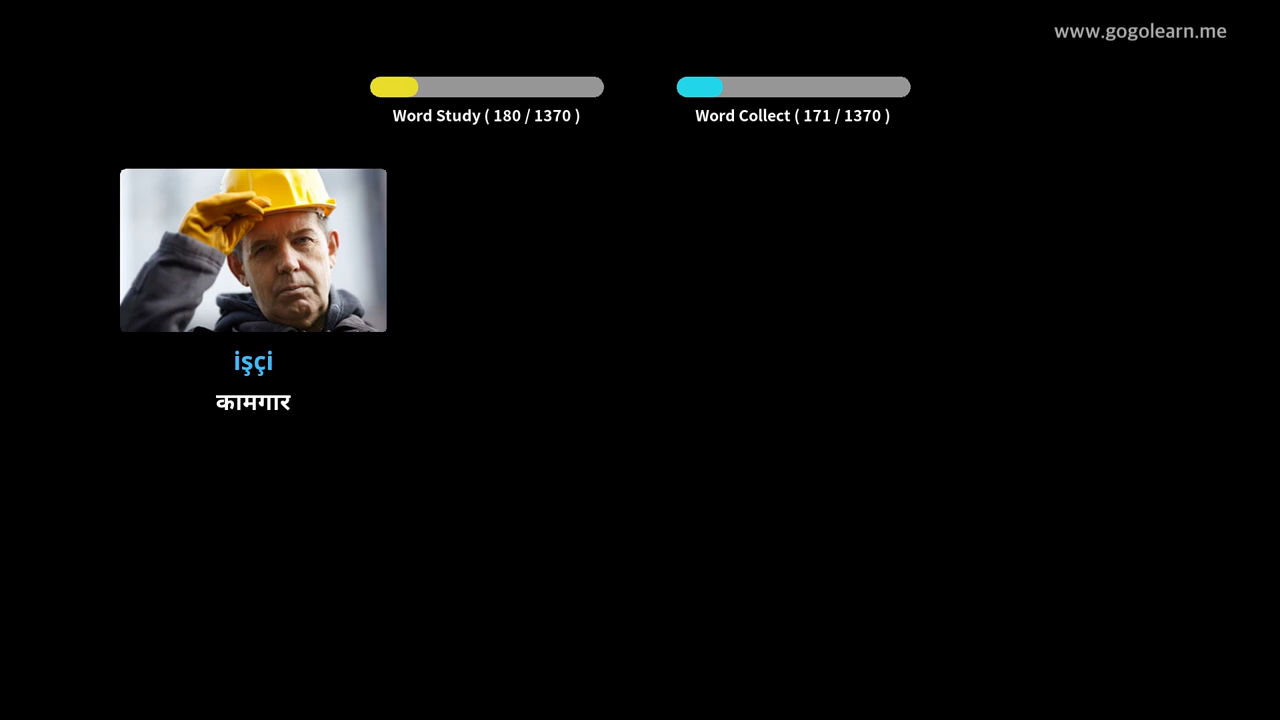 www.gogolearn.me
Word Study ( 180 / 1370 )
Word Collect ( 171 / 1370 )
işçi
कामगार